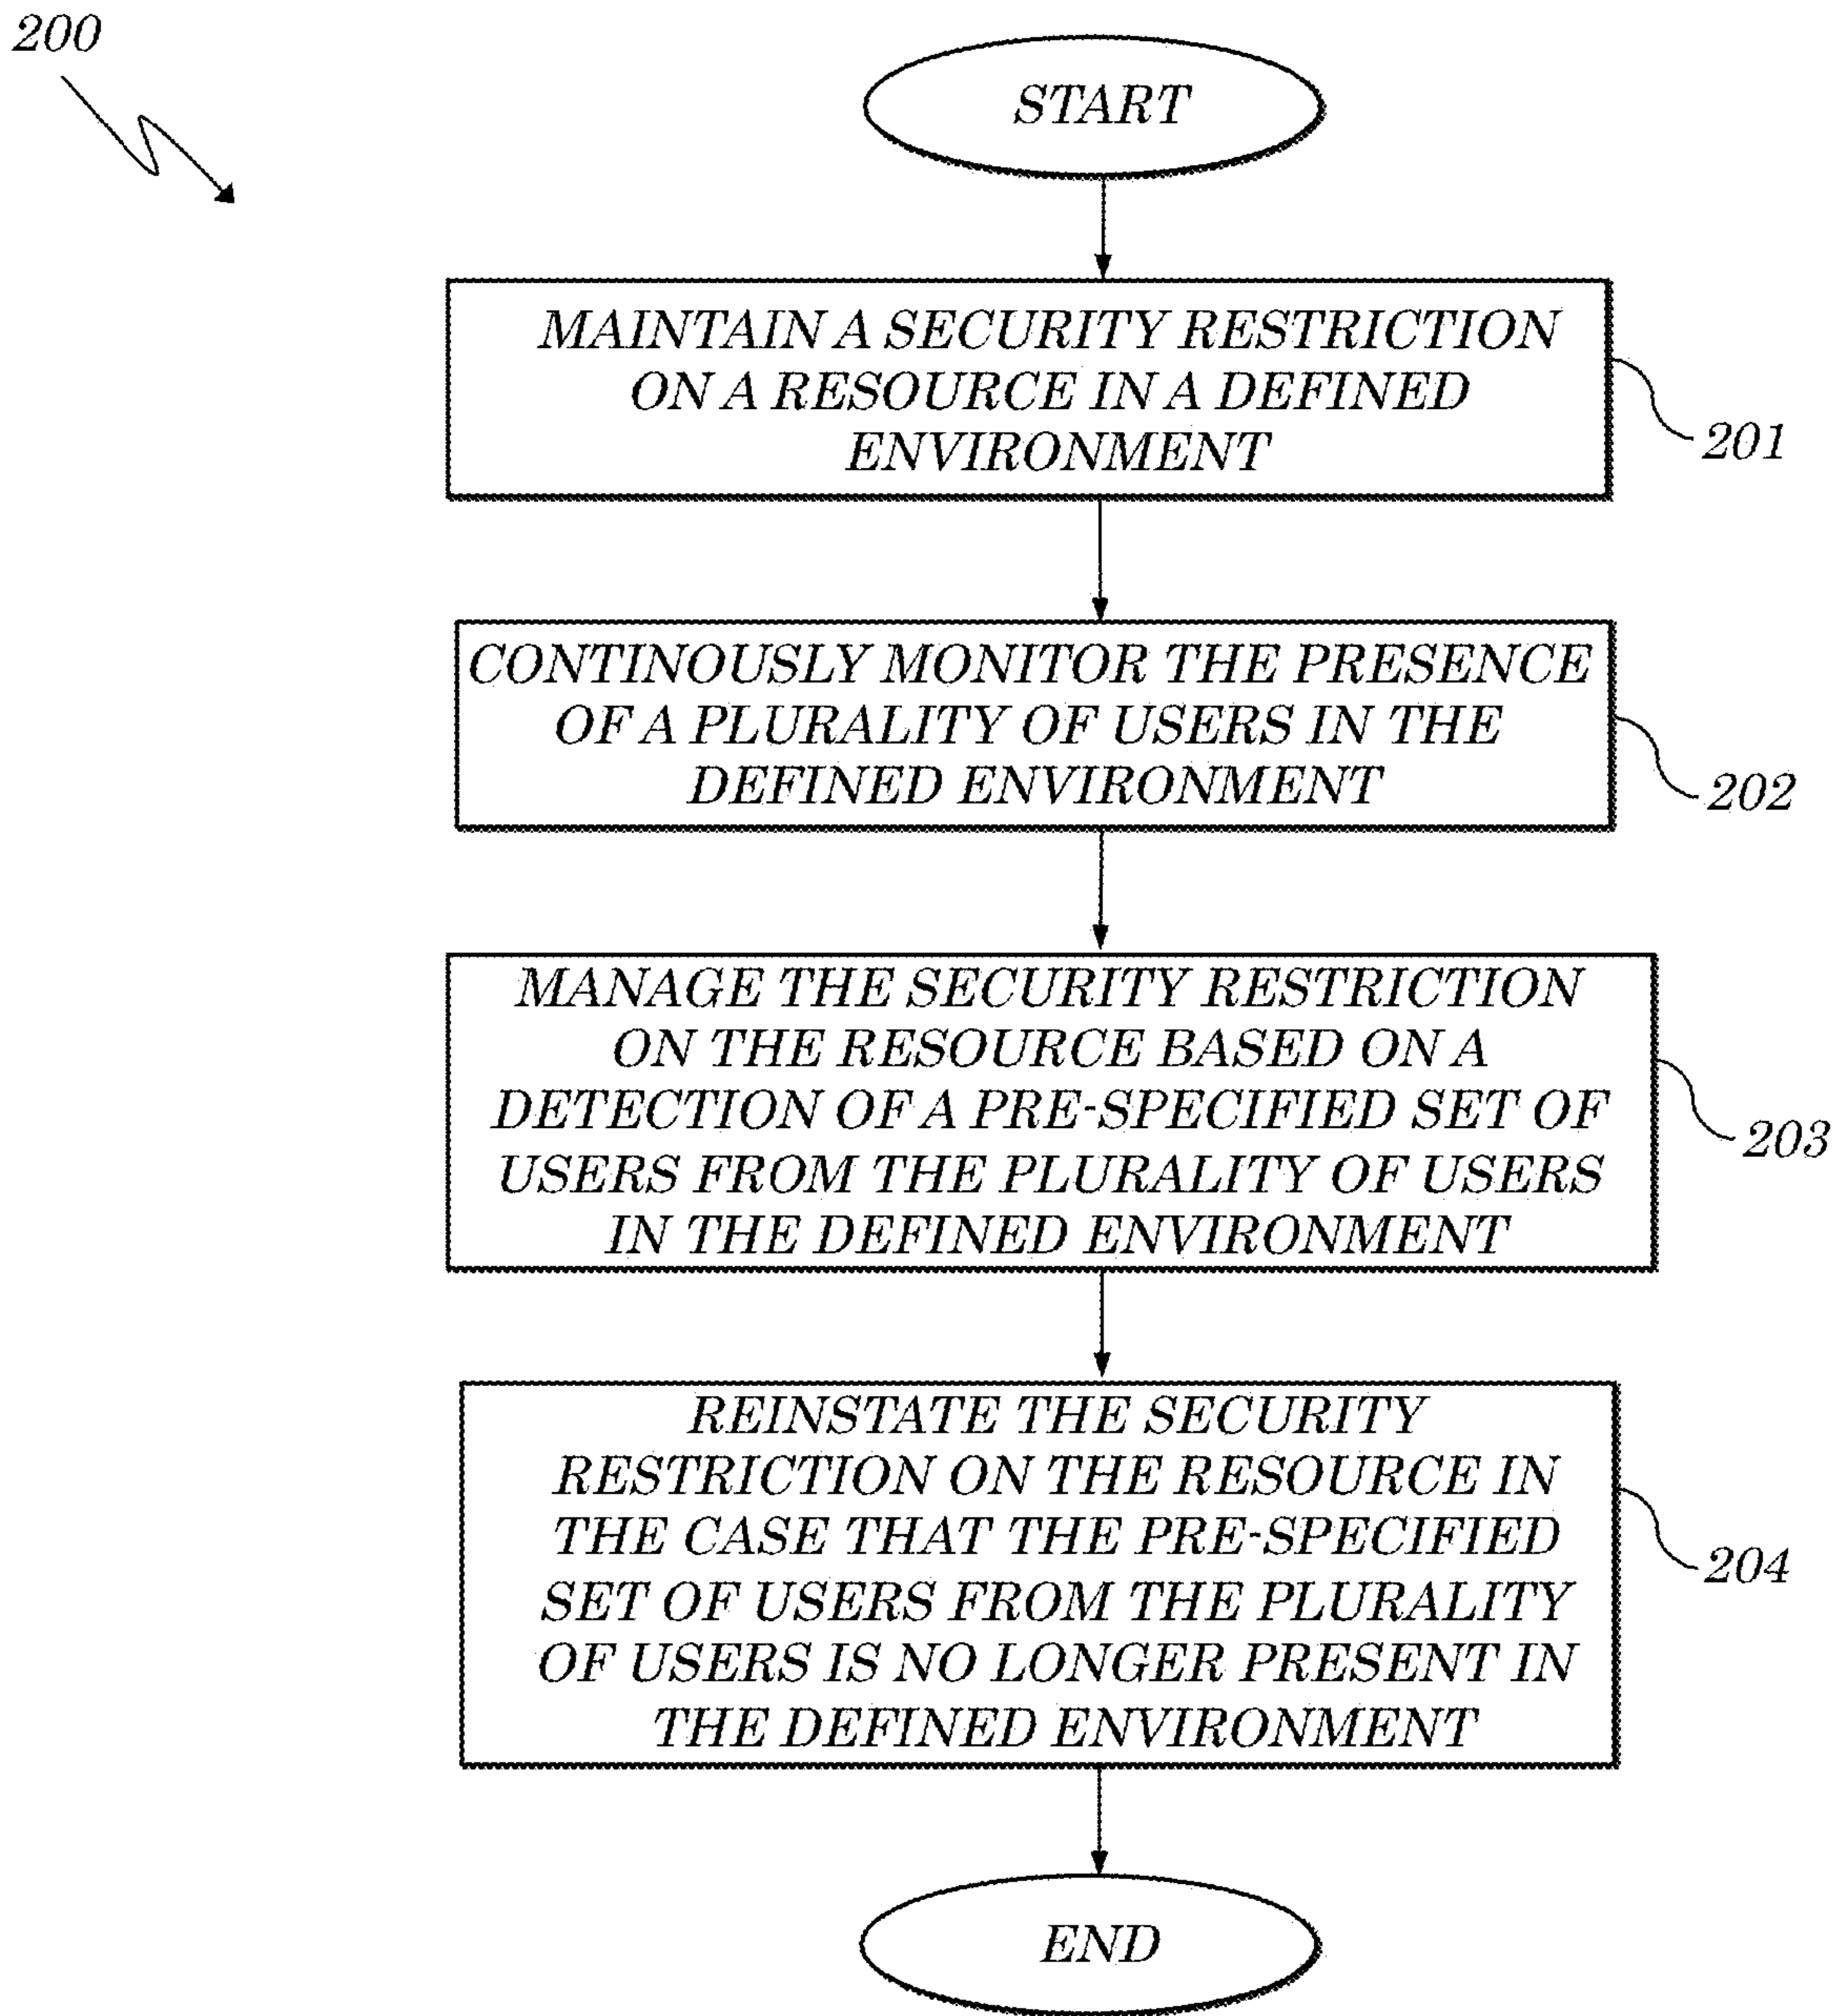 200
START
MAINTAIN A SECURITY RESTRICTION
ON A RESOURCE IN A DEFINED
ENVIRONMENT
201
CONTINOUSLY MONITOR THE PRESENCE
OF A PLURALITY OF USERS IN THE
DEFINED ENVIRONMENT
202
MANAGE THE SECURITY RESTRICTION
ON THE RESOURCE BASED ON A
DETECTION OF A PRE-SPECIFIED SET OF
USERS FROM THE PLURALITY OF USERS
IN THE DEFINED ENVIRONMENT
203
REINSTATE THE SECURITY
RESTRICTION ON THE RESOURCE IN
THE CASE THAT THE PRE-SPECIFIED
SET OF USERS FROM THE PLURALITY
OF USERS IS NO LONGER PRESENT IN
THE DEFINED ENVIRONMENT
204
END